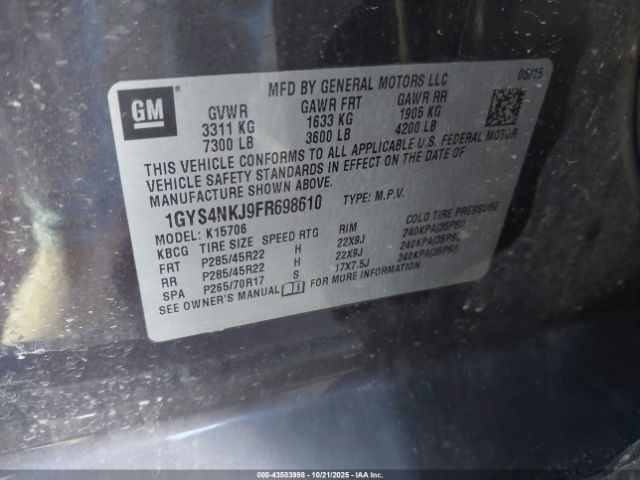 MFD BY GENERAL MOTORS LLC 05/15
GM
GVWR GAWR FRT GAWR RR
3311 KG 1633 KG 1905 KG
7300 LB 3600 LB 4200 LB
THIS VEHICLE CONFORMS TO ALL APPLICABLE U.S. FEDERAL MOTOR
VEHICLE SAFETY STANDARDS IN EFFECT ON THE DATE OF
MANUFACTURE SHOWN ABOVE.
1GYS4NKJ9FR698610 TYPE: M.P.V.
MODEL: K15706
KBCG TIRE SIZE SPEED RTG RIM COLD TIRE PRESSURE
FRT P285/45R22 H 22X9J 240KPA(35PSI)
RR P285/45R22 H 22X9J 240KPA(35PSI)
SPA P265/70R17 S 17X7.5J 240KPA(35PSI)
SEE OWNER'S MANUAL FOR MORE INFORMATION.
000-43503998 10/21/2025 IAA Inc.